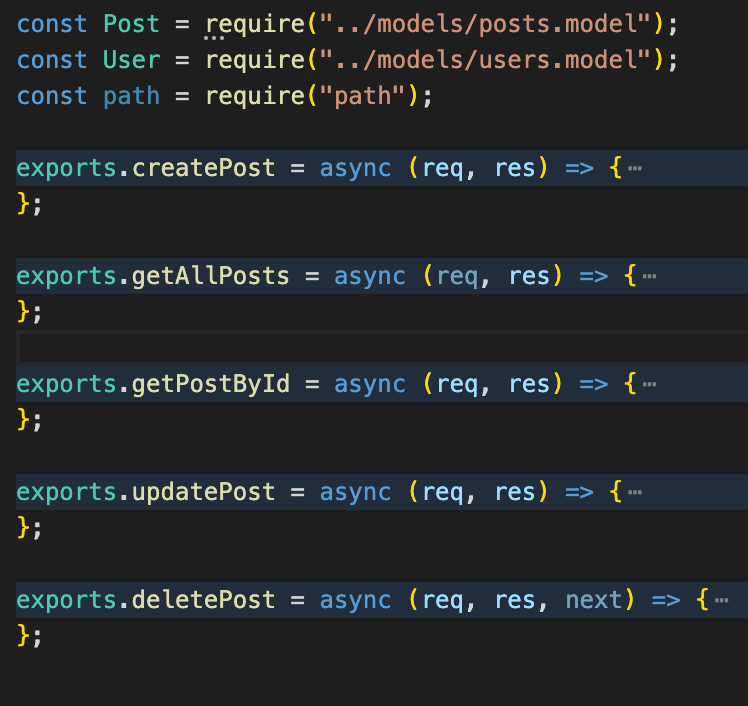 const Post = require("../models/posts.model");
const User = require("../models/users.model");
const path = require("path");
exports.createPost = async (req, res) => {⋯
};
exports.getAllPosts = async (req, res) => {⋯
};
exports.getPostById = async (req, res) => {⋯
};
exports.updatePost = async (req, res) => {⋯
};
exports.deletePost = async (req, res, next) => {⋯
};